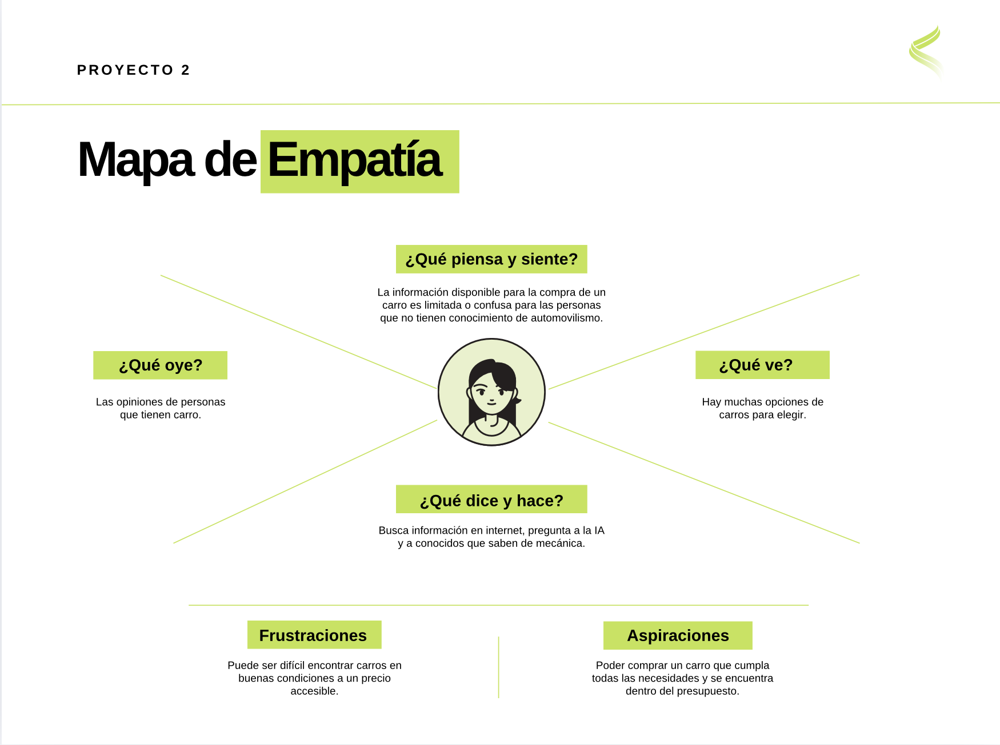 PROYECTO 2
Mapa de Empatía
¿Qué piensa y siente?
La información disponible para la compra de un
carro es limitada o confusa para las personas
que no tienen conocimiento de automovilismo.
¿Qué oye?
Las opiniones de personas
que tienen carro.
¿Qué ve?
Hay muchas opciones de
carros para elegir.
¿Qué dice y hace?
Busca información en internet, pregunta a la IA
y a conocidos que saben de mecánica.
Frustraciones
Puede ser difícil encontrar carros en
buenas condiciones a un precio
accesible.
Aspiraciones
Poder comprar un carro que cumpla
todas las necesidades y se encuentra
dentro del presupuesto.